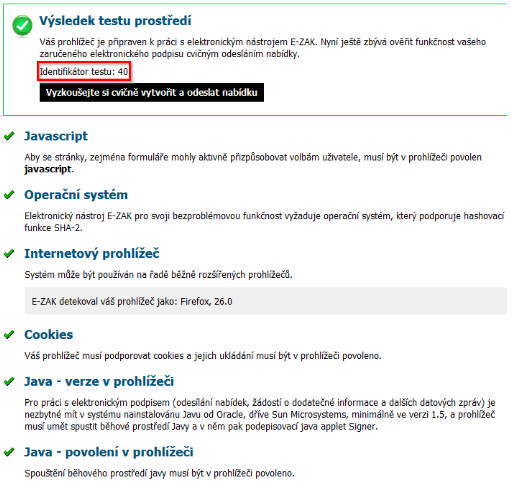 Výsledek testu prostředí
Váš prohlížeč je připraven k práci s elektronickým nástrojem E-ZAK. Nyní ještě zbývá ověřit funkčnost vašeho
zaručeného elektronického podpisu cvičným odesláním nabídky.
Identifikátor testu: 40
Vyzkoušejte si cvičně vytvořit a odeslat nabídku
Javascript
Aby se stránky, zejména formuláře mohly aktivně přizpůsobovat volbám uživatele, musí být v prohlížeči povolen
javascript.
Operační systém
Elektronický nástroj E-ZAK pro svoji bezproblémovou funkčnost vyžaduje operační systém, který podporuje hashovací
funkce SHA-2.
Internetový prohlížeč
Systém může být používán na řadě běžně rozšířených prohlížečů.
E-ZAK detekoval váš prohlížeč jako: Firefox, 26.0
Cookies
Váš prohlížeč musí podporovat cookies a jejich ukládání musí být v prohlížeči povoleno.
Java - verze v prohlížeči
Pro práci s elektronickým podpisem (odesílání nabídek, žádostí o dodatečné informace a dalších datových zpráv) je
nezbytné mít v systému nainstalovánu Javu od Oracle, dříve Sun Microsystems, minimálně ve verzi 1.5, a prohlížeč
musí umět spustit běhové prostředí Javy a v něm pak podepisovací java applet Signer.
Java - povolení v prohlížeči
Spouštění běhového prostředí javy musí být v prohlížeči povoleno.